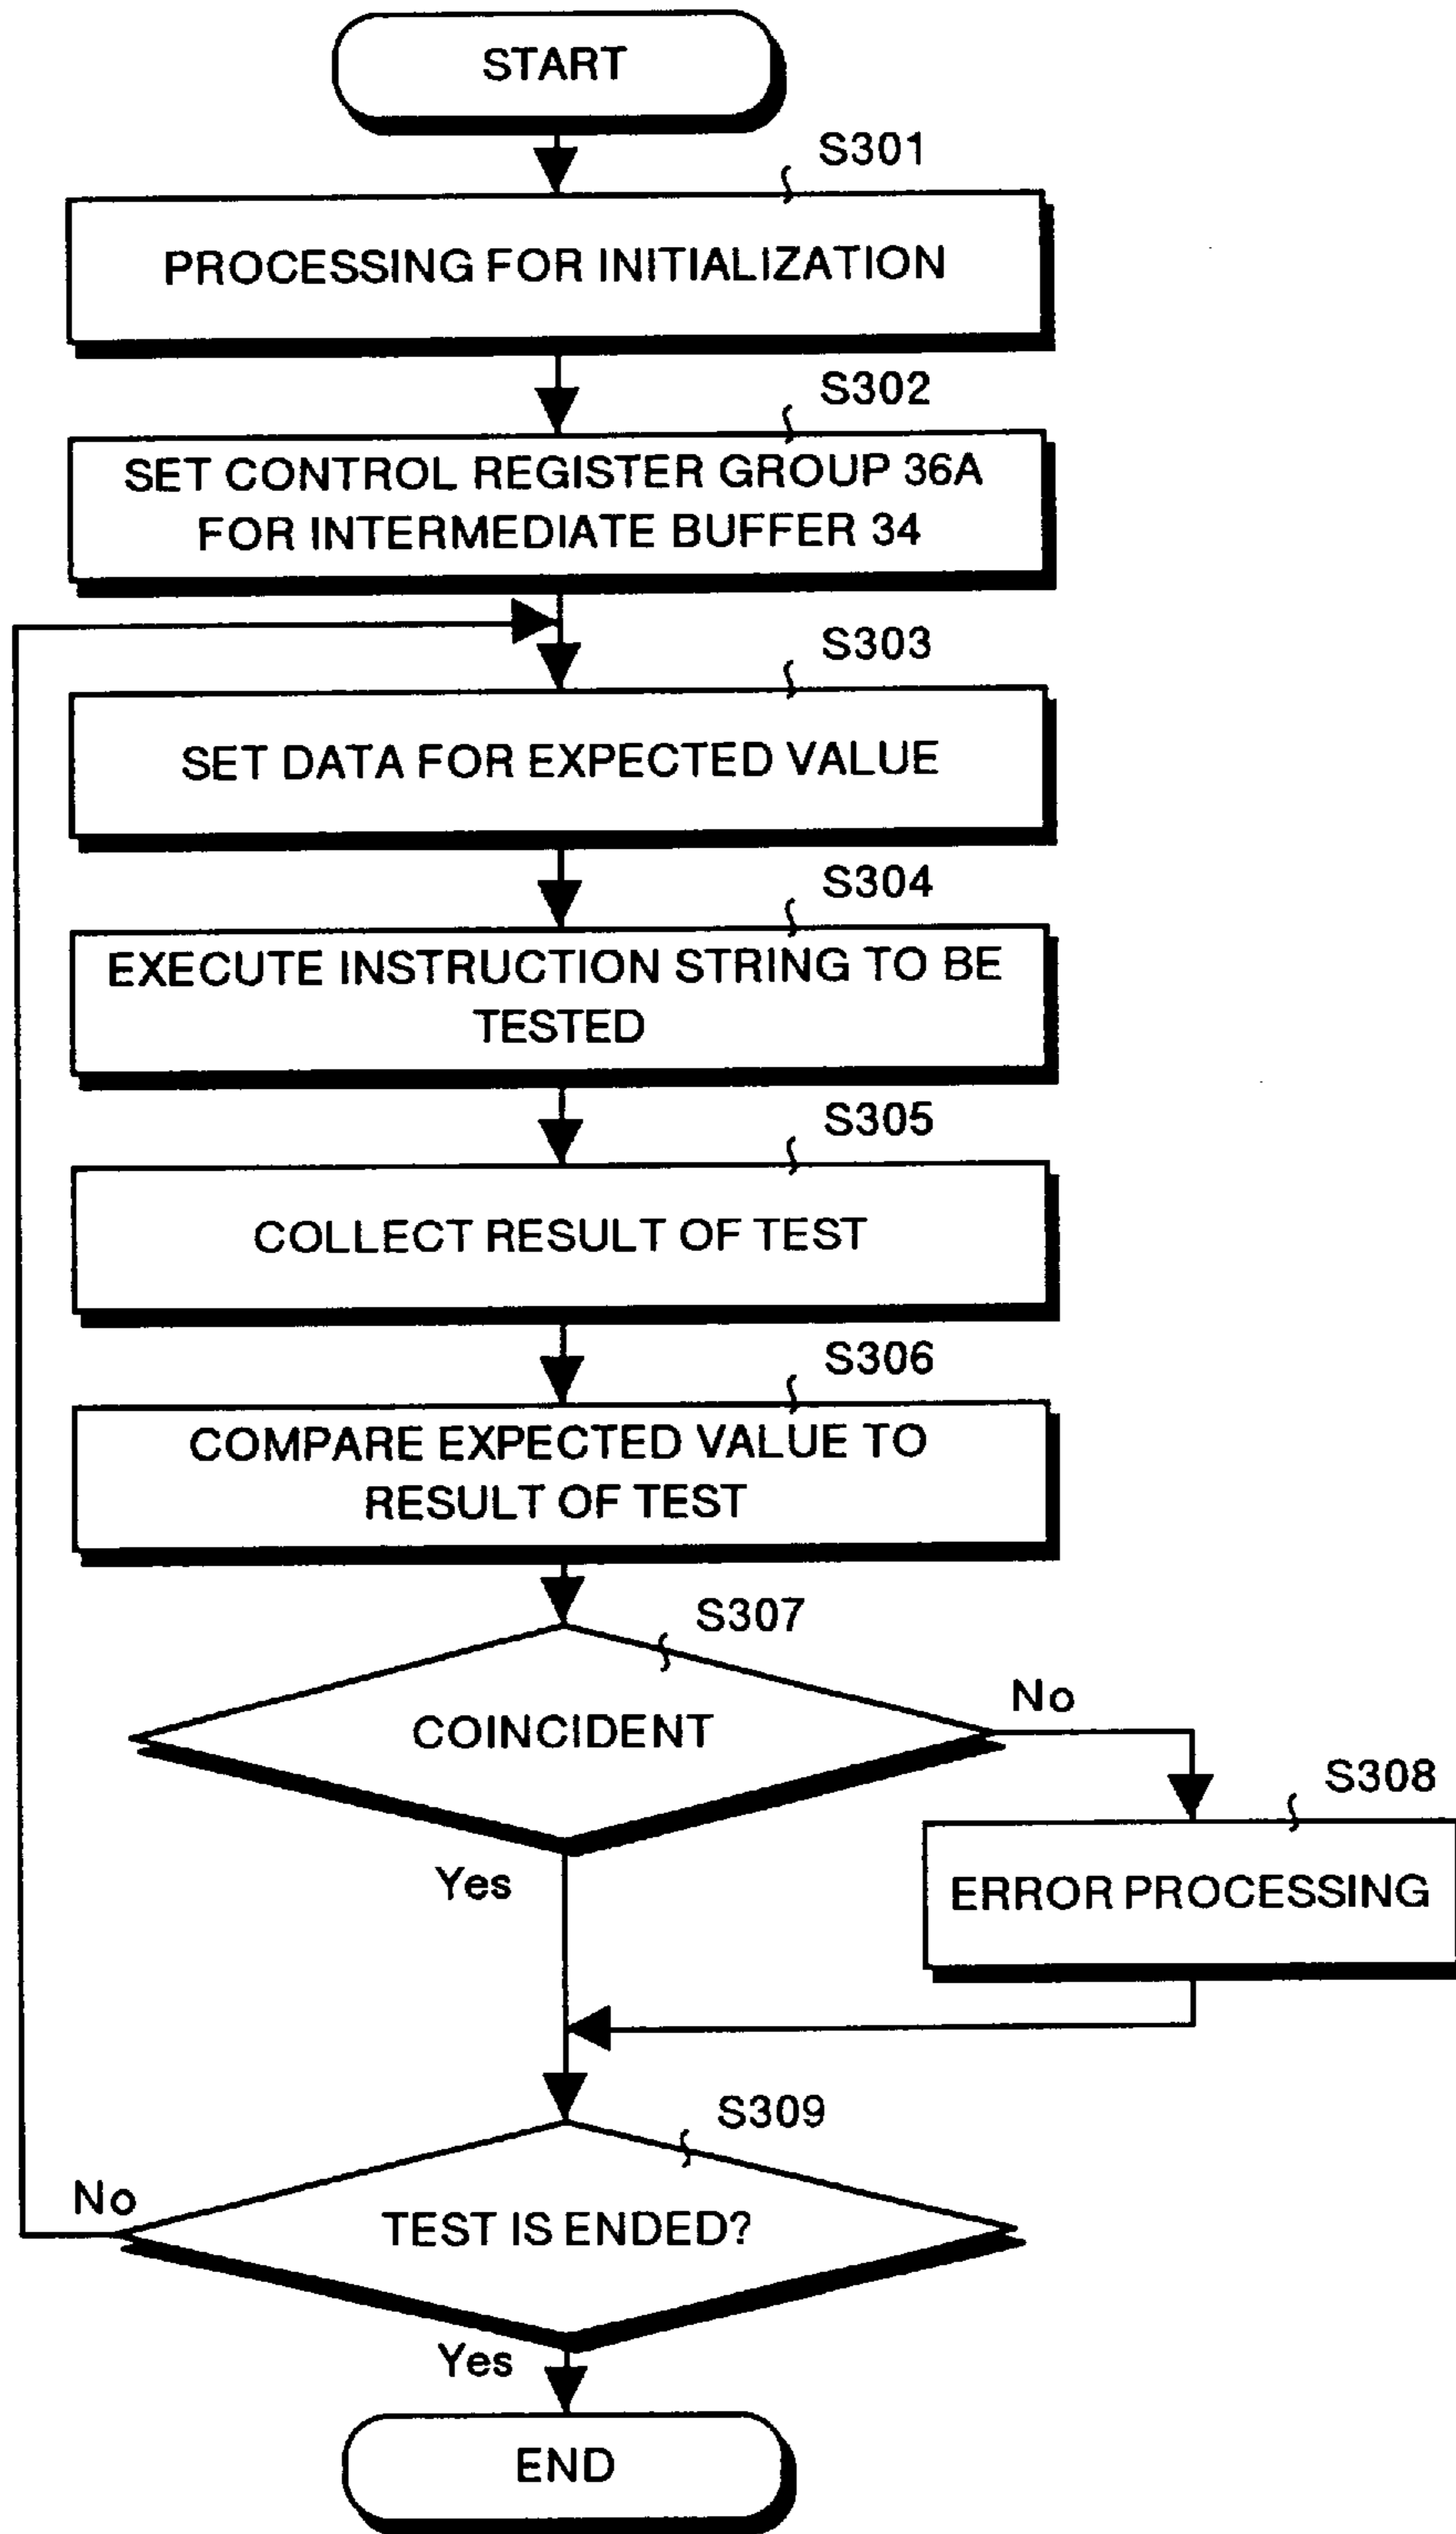 START
S301
PROCESSING FOR INITIALIZATION
S302
SET CONTROL REGISTER GROUP 36A
FOR INTERMEDIATE BUFFER 34
S303
SET DATA FOR EXPECTED VALUE
S304
EXECUTE INSTRUCTION STRING TO BE
TESTED
S305
COLLECT RESULT OF TEST
S306
COMPARE EXPECTED VALUE TO
RESULT OF TEST
S307
COINCIDENT
No
S308
ERROR PROCESSING
Yes
S309
No
TEST IS ENDED?
Yes
END